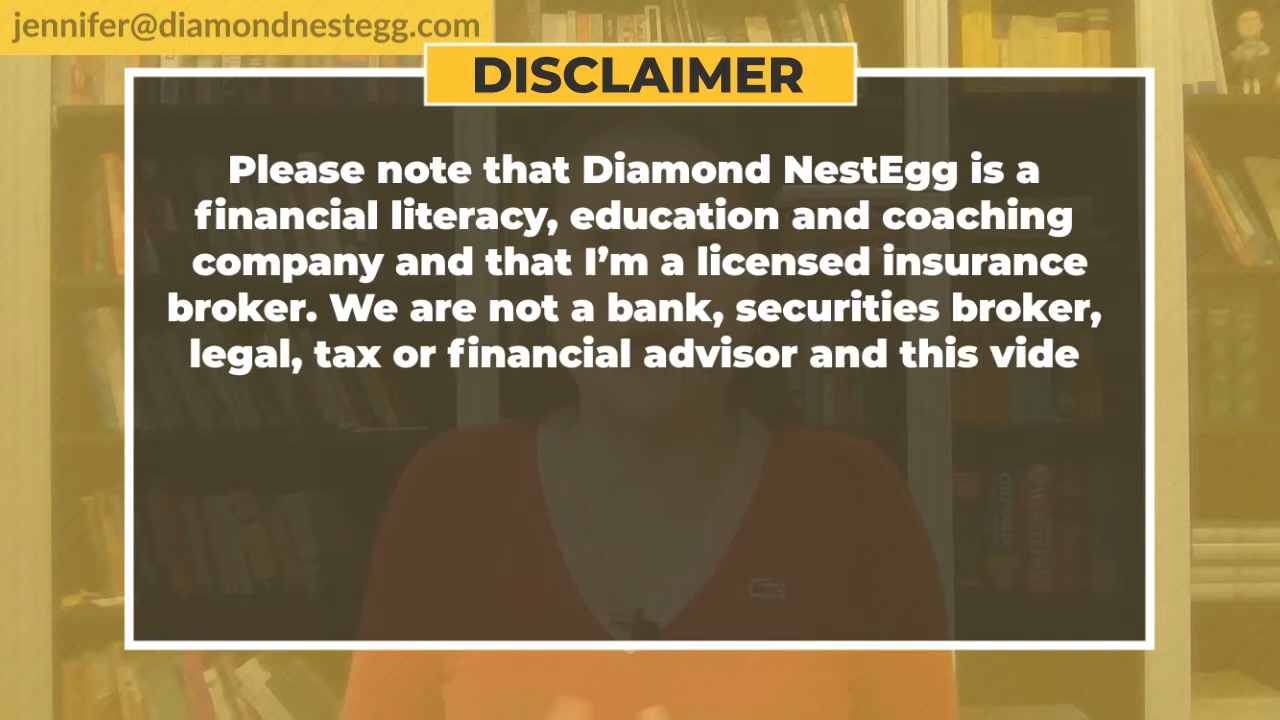 jennifer@diamondnestegg.com
DISCLAIMER
Please note that Diamond NestEgg is a
financial literacy, education and coaching
company and that I’m a licensed insurance
broker. We are not a bank, securities broker,
legal, tax or financial advisor and this vide